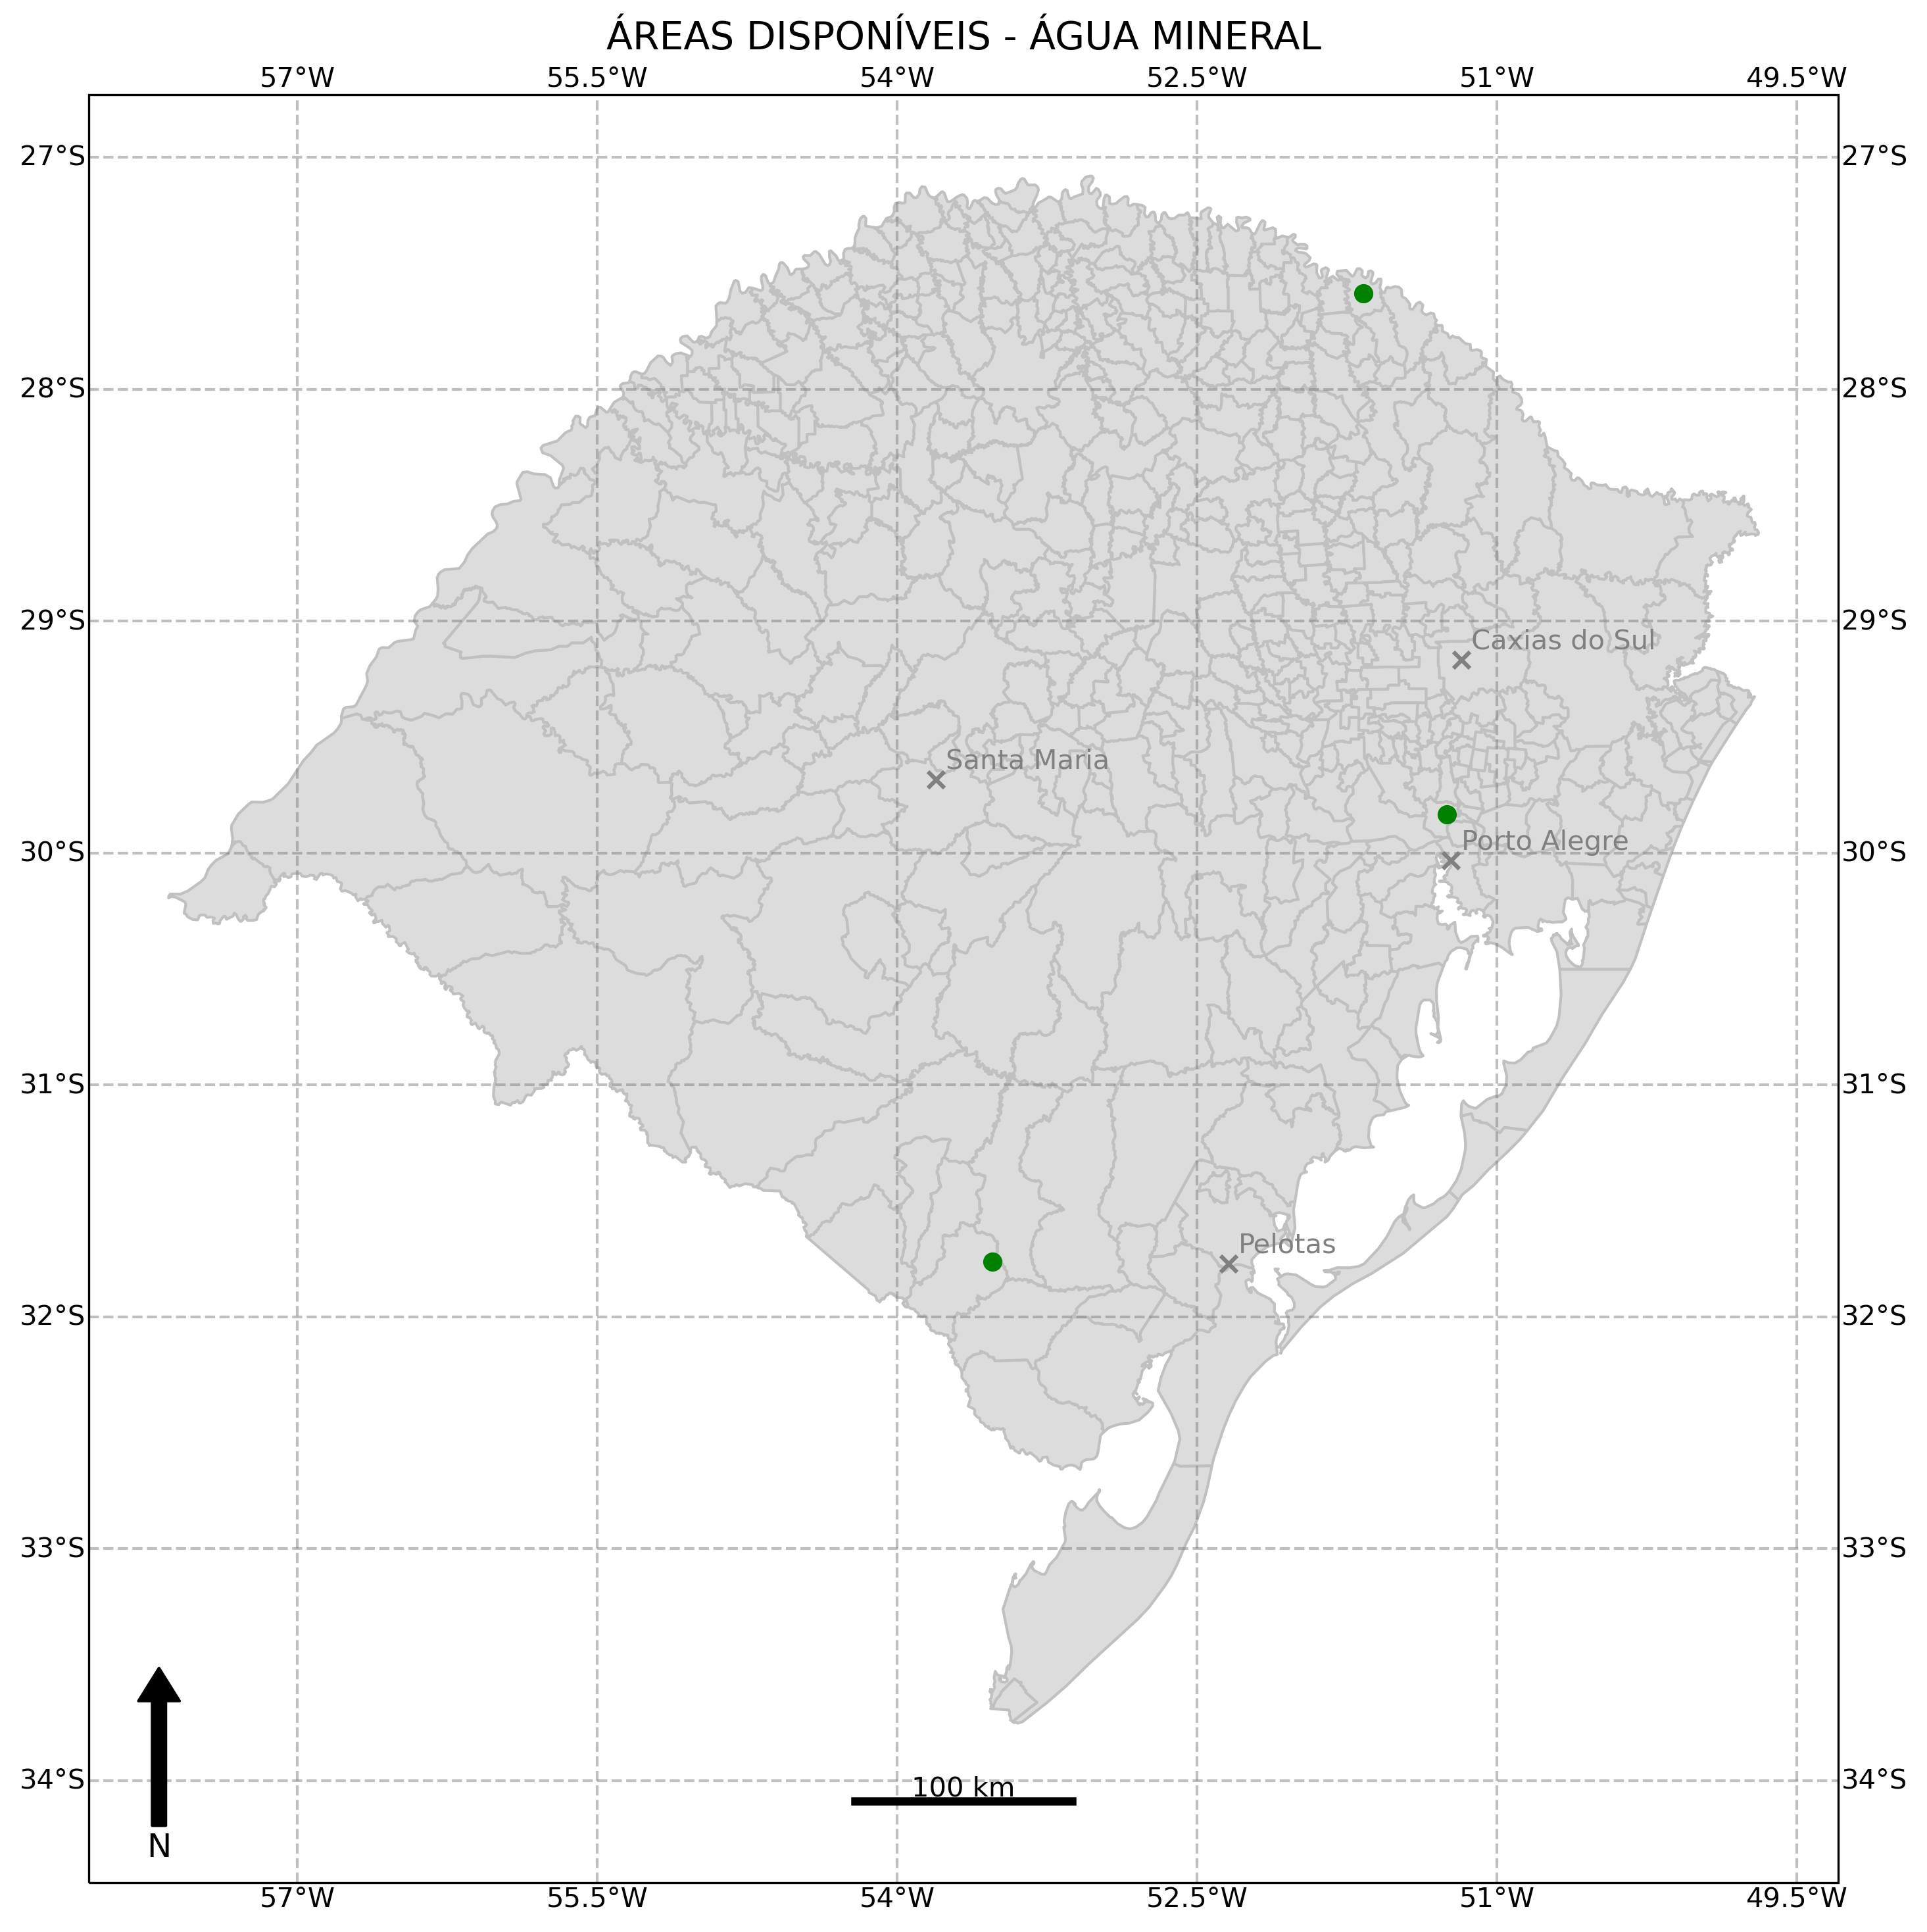 ÁREAS DISPONÍVEIS - ÁGUA MINERAL
57°W 55.5°W 54°W 52.5°W 51°W 49.5°W
27°S 27°S
28°S 28°S
29°S 29°S
Caxias do Sul
Santa Maria
Porto Alegre
30°S 30°S
31°S 31°S
Pelotas
32°S 32°S
33°S 33°S
34°S 34°S
100 km
N
57°W 55.5°W 54°W 52.5°W 51°W 49.5°W